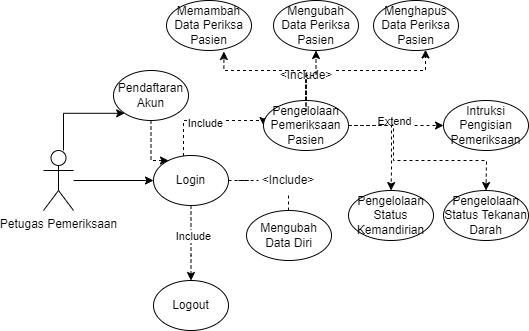 Memambah
Data Periksa
Pasien
Mengubah
Data Periksa
Pasien
Menghapus
Data Periksa
Pasien
<Include>
Pendaftaran
Akun
Include
Pengelolaan
Pemeriksaan
Pasien
Extend
Intruksi
Pengisian
Pemeriksaan
Login
<Include>
Petugas Pemeriksaan
Mengubah
Data Diri
Pengelolaan
Status
Kemandirian
Pengelolaan
Status Tekanan
Darah
Include
Logout